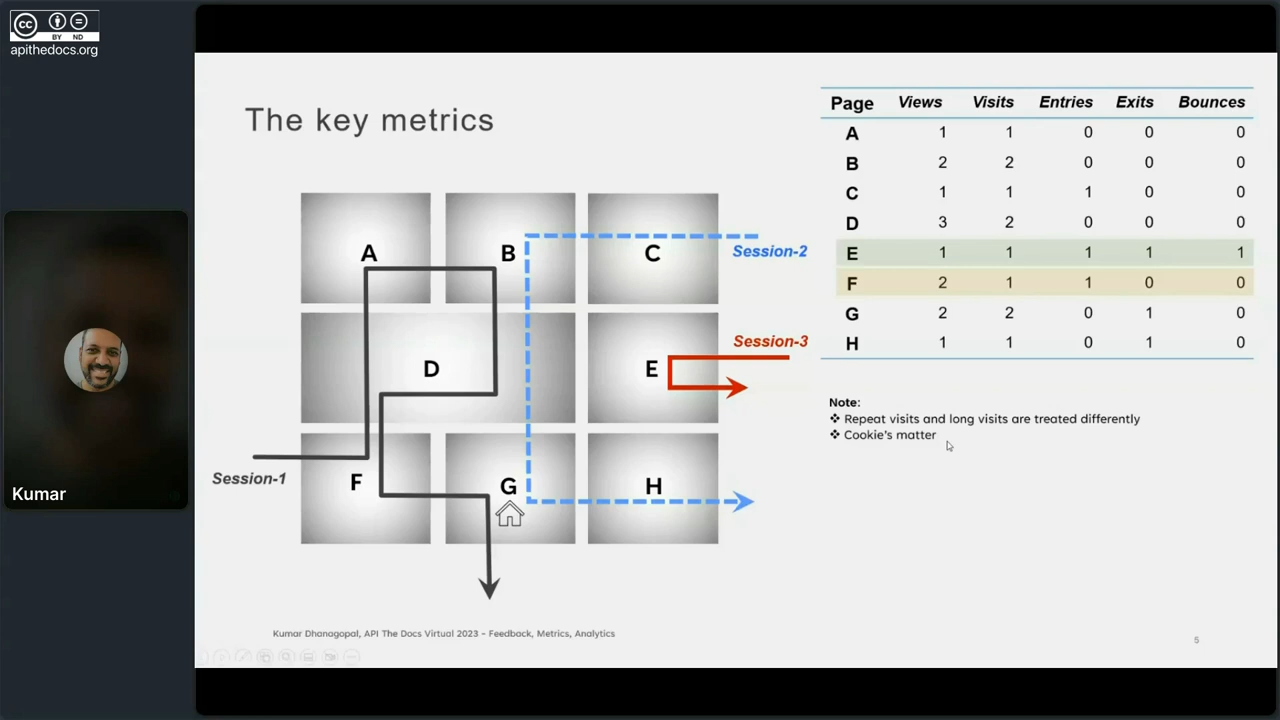 cc
BY ND
apithedocs.org
Kumar
The key metrics
A
B
C
D
E
F
G
H
Session-1
Session-2
Session-3
Page Views Visits Entries Exits Bounces
A 1 1 0 0 0
B 2 2 0 0 0
C 1 1 1 0 0
D 3 2 0 0 0
E 1 1 1 1 1
F 2 1 1 0 0
G 2 2 0 1 0
H 1 1 0 1 0
Note:
❖ Repeat visits and long visits are treated differently
❖ Cookie's matter
Kumar Dhanagopal, API The Docs Virtual 2023 – Feedback, Metrics, Analytics
5